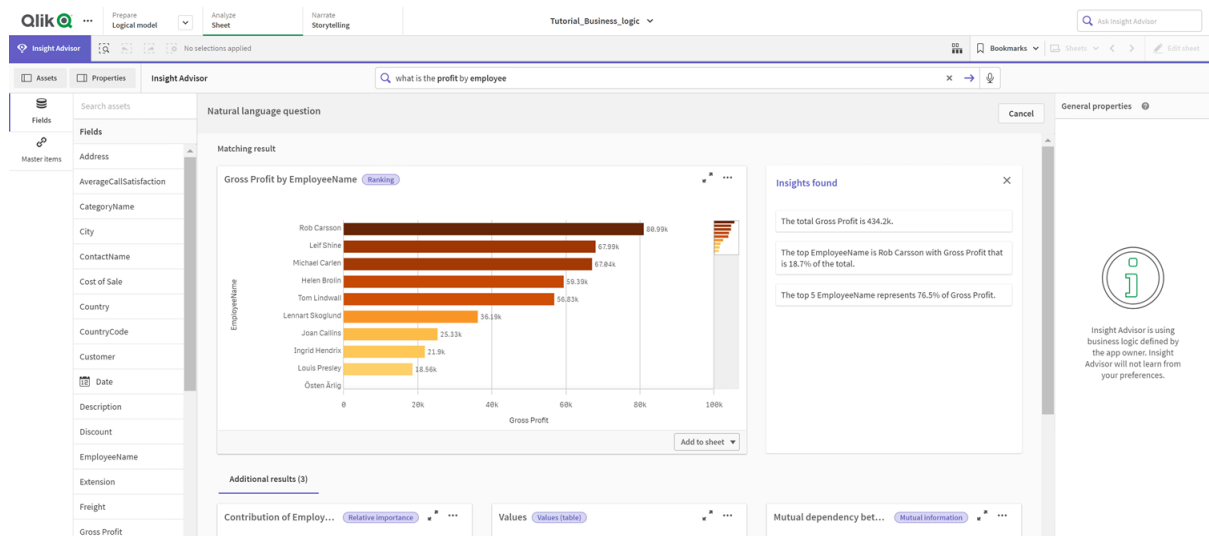 Qlik
Prepare
Logical model
Analyze
Sheet
Narrate
Storytelling
Tutorial_Business_logic
Ask Insight Advisor
Insight Advisor
No selections applied
Bookmarks
Sheets
Edit sheet
Assets
Properties
Insight Advisor
what is the profit by employee
Fields
Master items
Search assets
Fields
Address
AverageCallSatisfaction
CategoryName
City
ContactName
Cost of Sale
Country
CountryCode
Customer
Date
Description
Discount
EmployeeName
Extension
Freight
Gross Profit
Natural language question
Cancel
Matching result
Gross Profit by EmployeeName
Ranking
EmployeeName
Rob Carsson 80.99k
Leif Shine 67.99k
Michael Carlen 67.04k
Helen Brolin 59.39k
Tom Lindwall 56.83k
Lennart Skoglund 36.19k
Joan Callins 25.33k
Ingrid Hendrix 21.9k
Louis Presley 18.56k
Östen Ärlig
0 20k 40k 60k 80k 100k
Gross Profit
Add to sheet
Insights found
The total Gross Profit is 434.2k.
The top EmployeeName is Rob Carsson with Gross Profit that
is 18.7% of the total.
The top 5 EmployeeName represents 76.5% of Gross Profit.
Additional results (3)
Contribution of Employ...
Relative importance
Values
Values (table)
Mutual dependency bet...
Mutual information
General properties
Insight Advisor is using
business logic defined by
the app owner. Insight
Advisor will not learn from
your preferences.